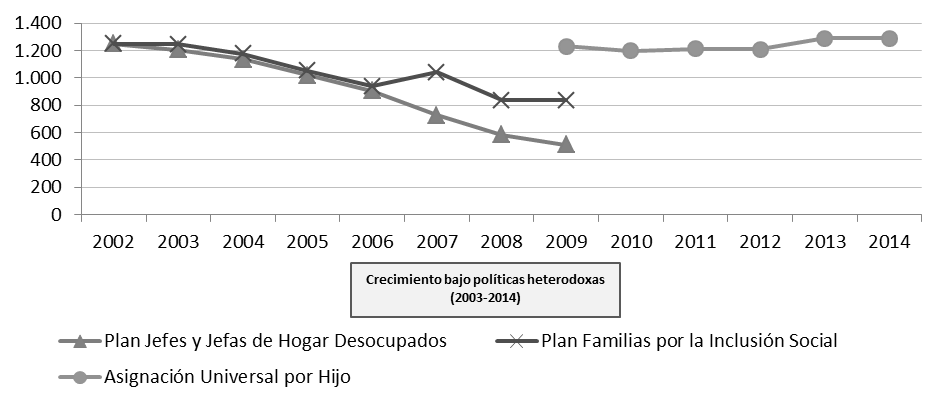 1.400
1.200
1.000
800
600
400
200
0
2002 2003 2004 2005 2006 2007 2008 2009 2010 2011 2012 2013 2014
Crecimiento bajo políticas heterodoxas
(2003-2014)
Plan Jefes y Jefas de Hogar Desocupados Plan Familias por la Inclusión Social
Asignación Universal por Hijo